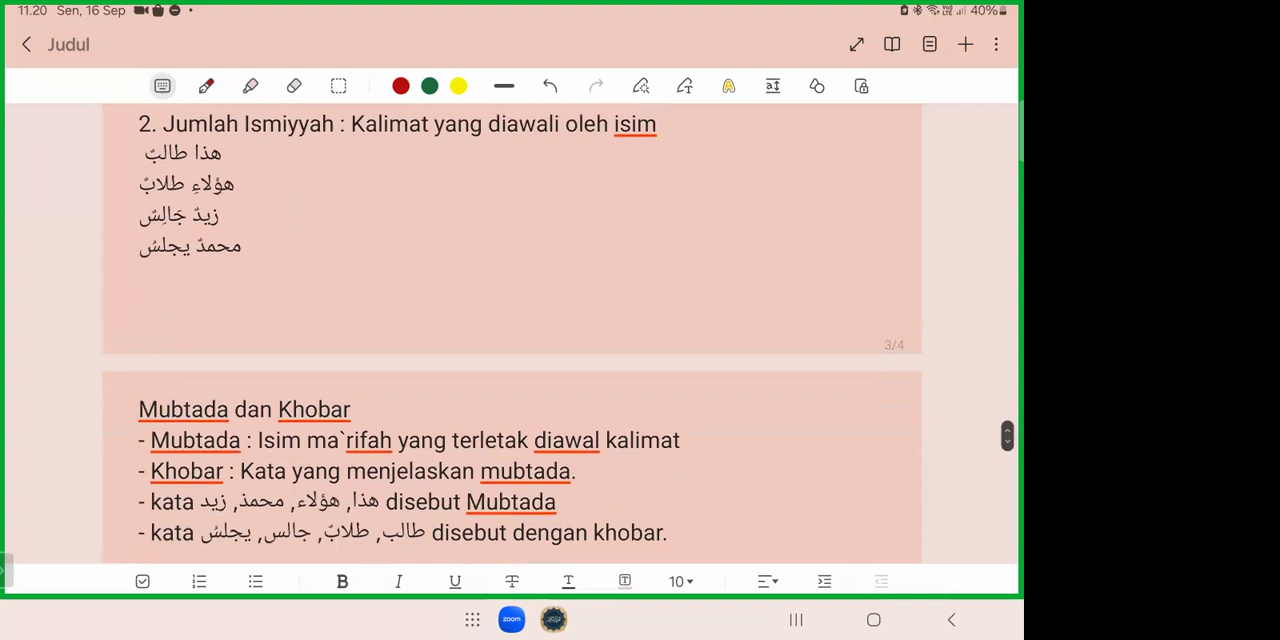 11.20 Sen, 16 Sep
40%
Judul
2. Jumlah Ismiyyah : Kalimat yang diawali oleh isim
هذا طالبٌ
هؤلاءِ طلابٌ
زيدٌ جَالِسٌ
محمدٌ يجلسُ
3/4
Mubtada dan Khobar
- Mubtada : Isim ma`rifah yang terletak diawal kalimat
- Khobar : Kata yang menjelaskan mubtada.
- kata هذا, هؤلاء, محمد, زيد disebut Mubtada
- kata طالب, طلابٌ, جالس, يجلسُ disebut dengan khobar.
10
zoom